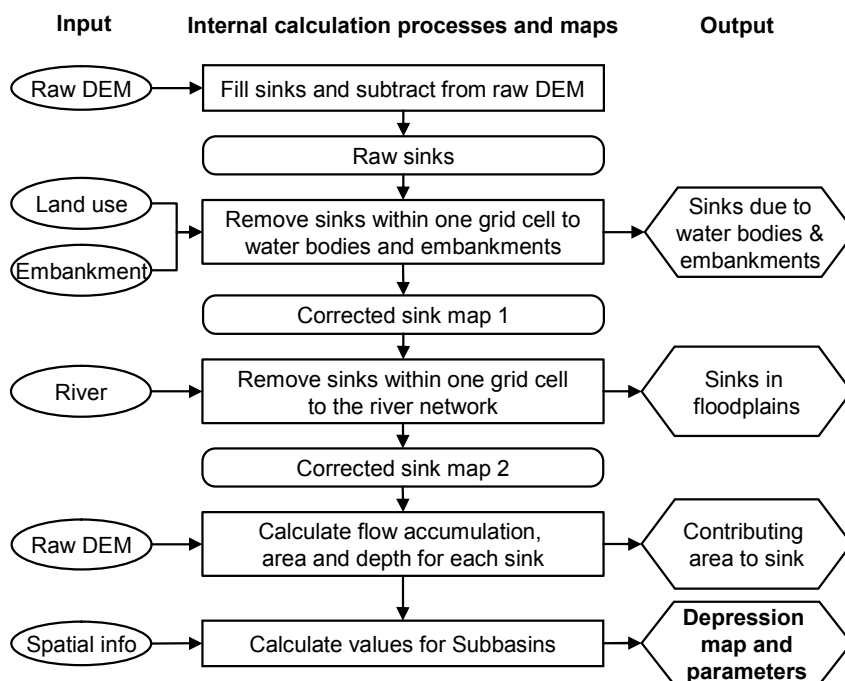 Input
Internal calculation processes and maps
Output
Raw DEM
Fill sinks and subtract from raw DEM
Raw sinks
Land use
Embankment
Remove sinks within one grid cell to
water bodies and embankments
Sinks due to
water bodies &
embankments
Corrected sink map 1
River
Remove sinks within one grid cell
to the river network
Sinks in
floodplains
Corrected sink map 2
Raw DEM
Calculate flow accumulation,
area and depth for each sink
Contributing
area to sink
Spatial info
Calculate values for Subbasins
Depression
map and
parameters